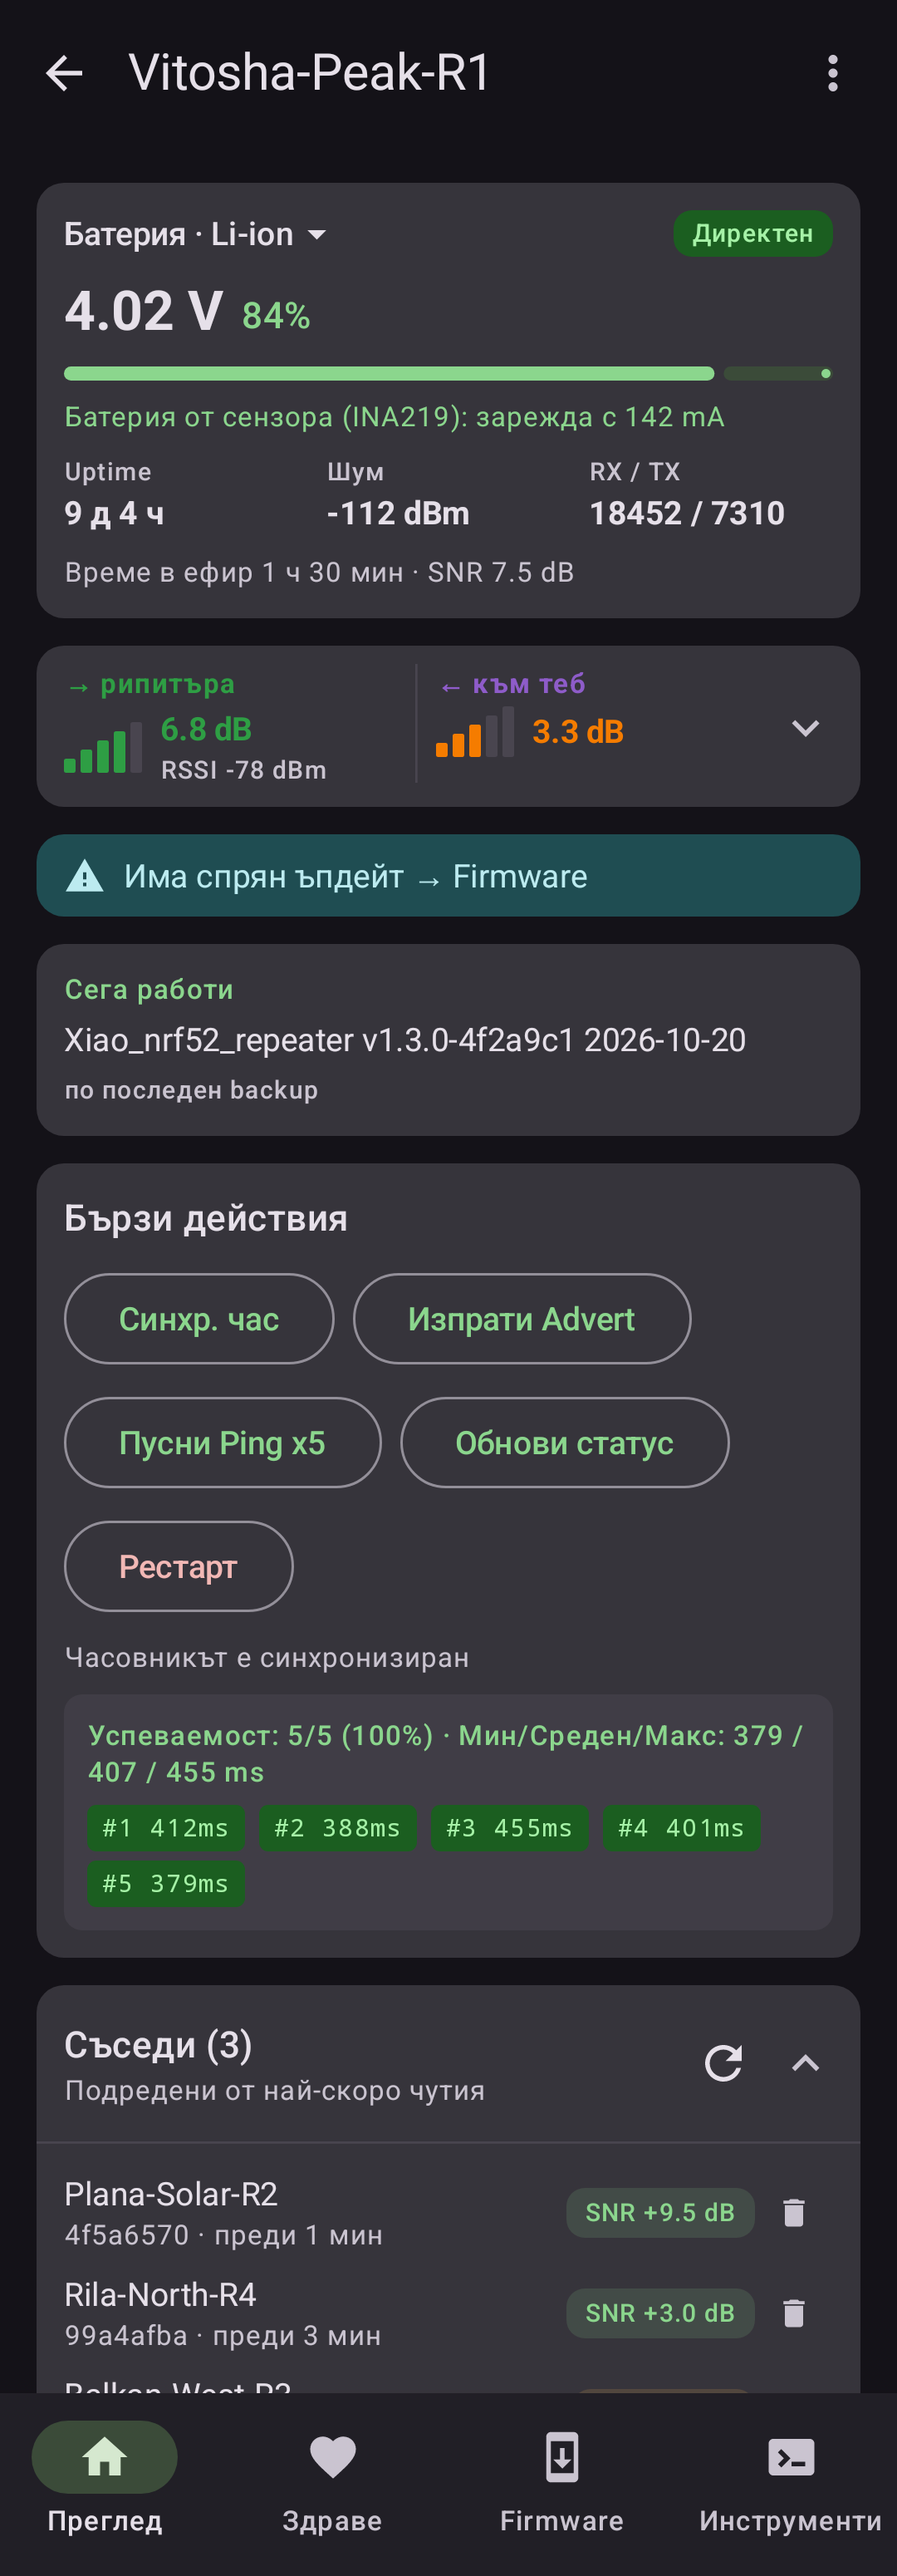 Vitosha-Peak-R1
Батерия · Li-ion
Директен
4.02 V 84%
Батерия от сензора (INA219): зарежда с 142 mA
Uptime Шум RX / TX
9 д 4 ч -112 dBm 18452 / 7310
Време в ефир 1 ч 30 мин · SNR 7.5 dB
→ рипитъра
6.8 dB
RSSI -78 dBm
← към теб
3.3 dB
Има спрян ъпдейт → Firmware
Сега работи
Xiao_nrf52_repeater v1.3.0-4f2a9c1 2026-10-20
по последен backup
Бързи действия
Синхр. час Изпрати Advert
Пусни Ping x5 Обнови статус
Рестарт
Часовникът е синхронизиран
Успеваемост: 5/5 (100%) · Мин/Среден/Макс: 379 /
407 / 455 ms
#1 412ms #2 388ms #3 455ms #4 401ms
#5 379ms
Съседи (3)
Подредени от най-скоро чутия
Plana-Solar-R2
4f5a6570 · преди 1 мин
SNR +9.5 dB
Rila-North-R4
99a4afba · преди 3 мин
SNR +3.0 dB
Преглед Здраве Firmware Инструменти